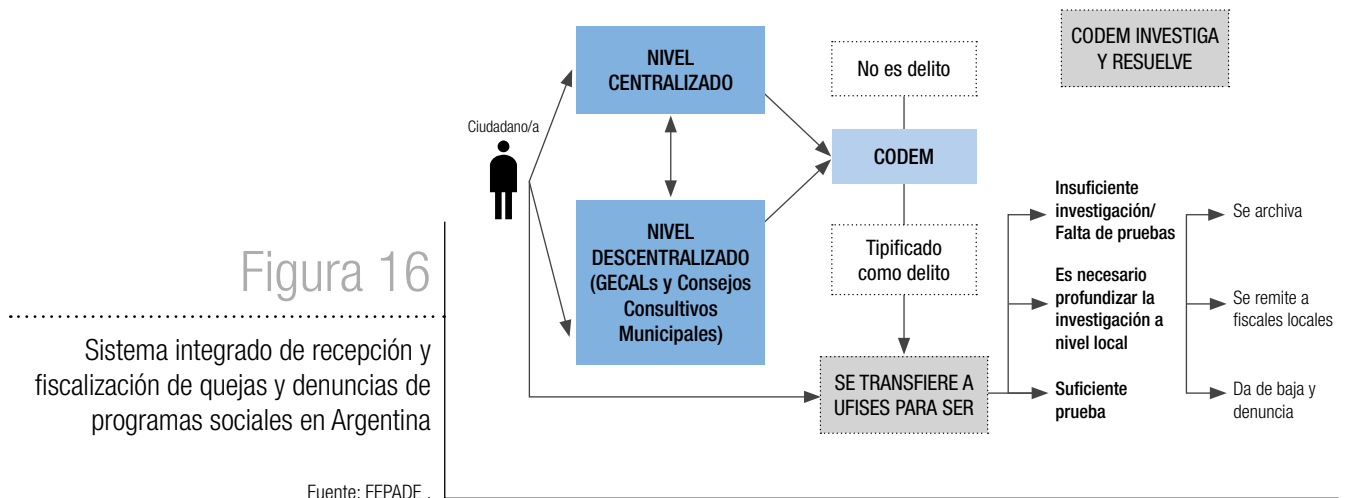 Figura 16
Sistema integrado de recepción y
fiscalización de quejas y denuncias de
programas sociales en Argentina
Fuente: FEPADE .
Ciudadano/a
NIVEL
CENTRALIZADO
NIVEL
DESCENTRALIZADO
(GECALs y Consejos
Consultivos
Municipales)
No es delito
CODEM
Tipificado
como delito
SE TRANSFIERE A
UFISES PARA SER
CODEM INVESTIGA
Y RESUELVE
Insuficiente
investigación/
Falta de pruebas
Es necesario
profundizar la
investigación a
nivel local
Suficiente
prueba
Se archiva
Se remite a
fiscales locales
Da de baja y
denuncia